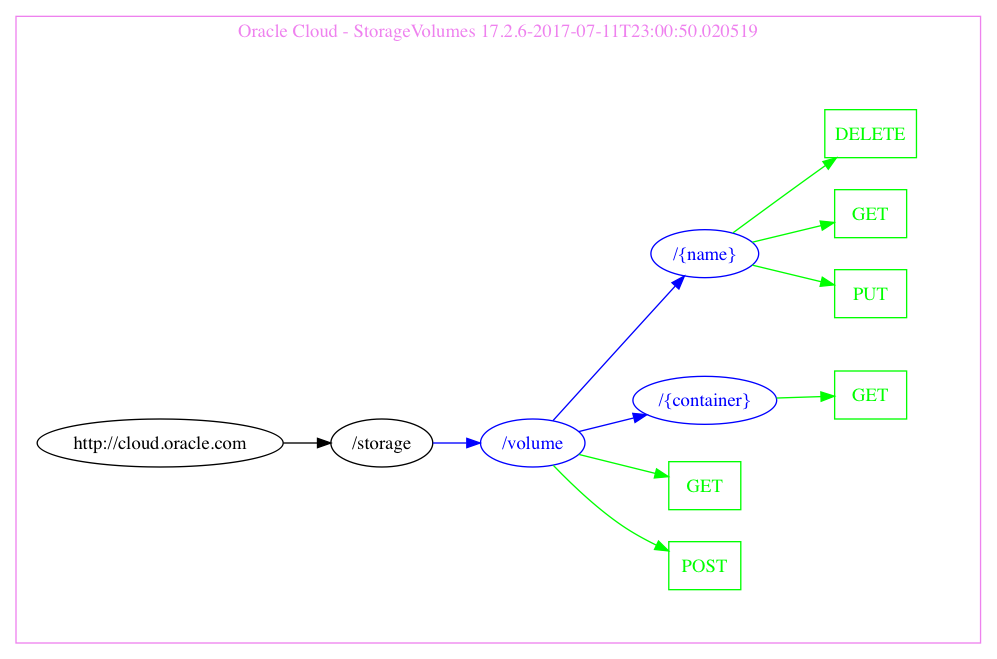 Oracle Cloud - StorageVolumes 17.2.6-2017-07-11T23:00:50.020519
DELETE
GET
/{name}
PUT
GET
/{container}
http://cloud.oracle.com
/storage
/volume
GET
POST